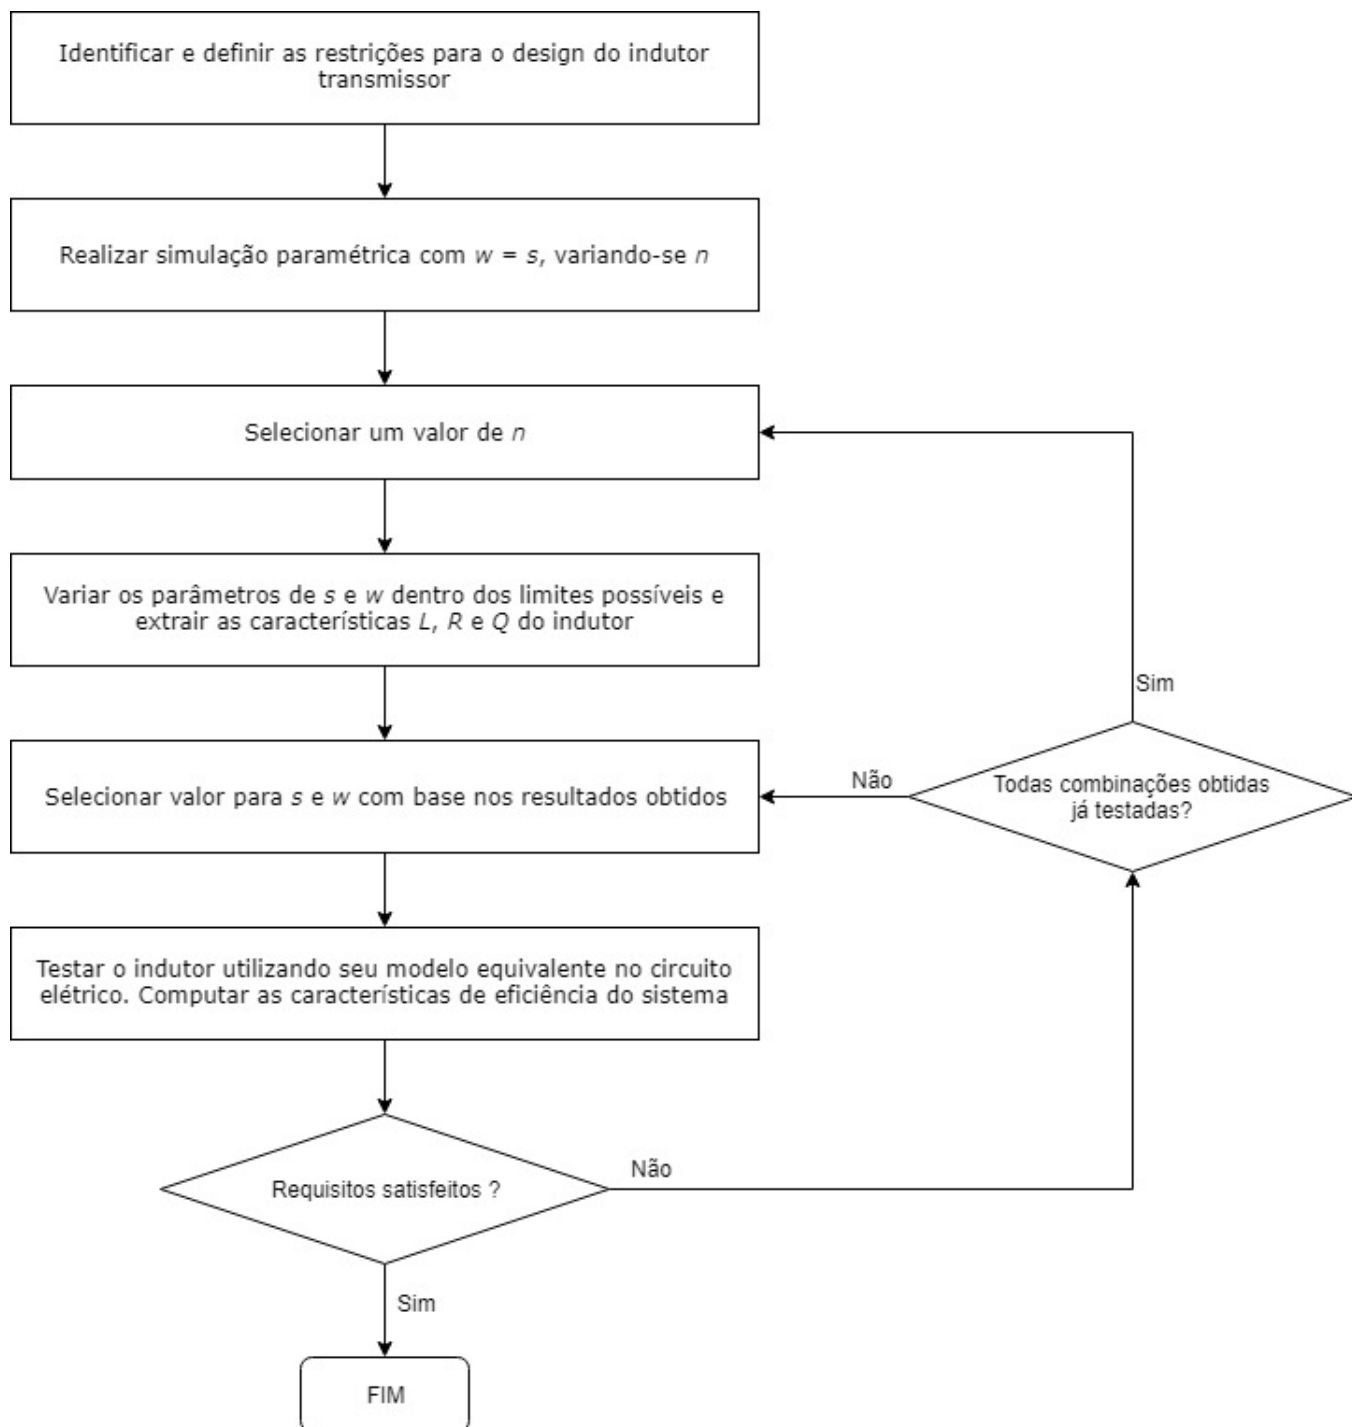 Identificar e definir as restrições para o design do indutor
transmissor
Realizar simulação paramétrica com w = s, variando-se n
Selecionar um valor de n
Variar os parâmetros de s e w dentro dos limites possíveis e
extrair as características L, R e Q do indutor
Sim
Selecionar valor para s e w com base nos resultados obtidos
Não
Todas combinações obtidas
já testadas?
Testar o indutor utilizando seu modelo equivalente no circuito
elétrico. Computar as características de eficiência do sistema
Requisitos satisfeitos ?
Não
Sim
FIM